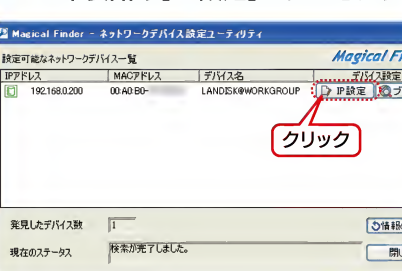 Magical Finder - ネットワークデバイス設定ユーティリティ
設定可能なネットワークデバイス一覧
Magical Fi
IPアドレス MACアドレス デバイス名 デバイス設定
192.168.0.200 00:A0:B0- LANDISK@WORKGROUP IP設定 ブ
クリック
発見したデバイス数 1
情報
現在のステータス 検索が完了しました。
閉じ